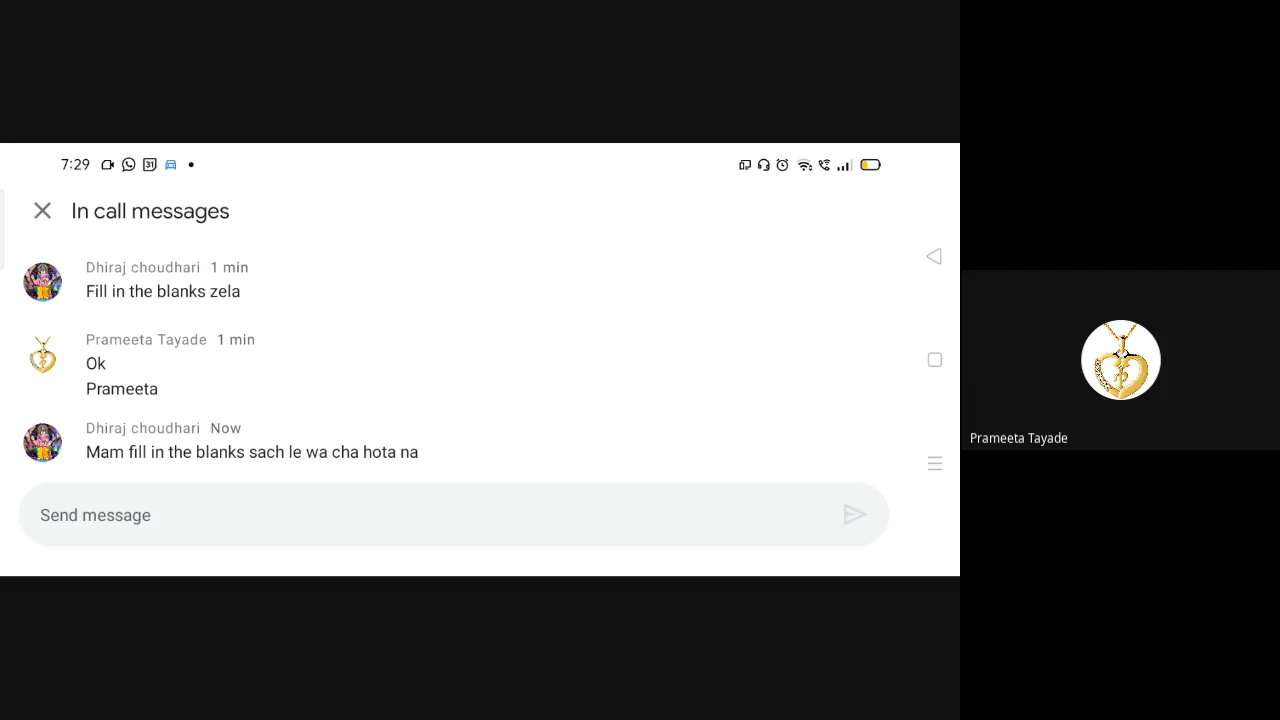 7:29
31
In call messages
Dhiraj choudhari 1 min
Fill in the blanks zela
Prameeta Tayade 1 min
Ok
Prameeta
Dhiraj choudhari Now
Mam fill in the blanks sach le wa cha hota na
Send message
Prameeta Tayade